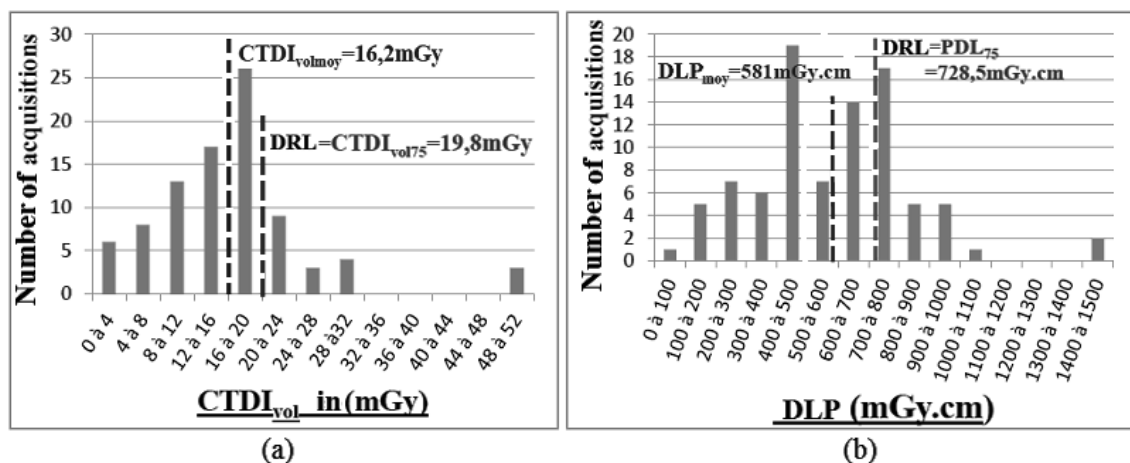 30
25
20
15
10
5
0
Number of acquisitions
CTDIvolmoy=16,2mGy
DRL=CTDIvol75=19,8mGy
0 à 4
4 à 8
8 à 12
12 à 16
16 à 20
20 à 24
24 à 28
28 à 32
32 à 36
36 à 40
40 à 44
44 à 48
48 à 52
CTDIvol in (mGy)
(a)
20
18
16
14
12
10
8
6
4
2
0
Number of acquisitions
DLPmoy=581mGy.cm
DRL=PDL75
=728,5mGy.cm
0 à 100
100 à 200
200 à 300
300 à 400
400 à 500
500 à 600
600 à 700
700 à 800
800 à 900
900 à 1000
1000 à 1100
1100 à 1200
1200 à 1300
1300 à 1400
1400 à 1500
DLP (mGy.cm)
(b)